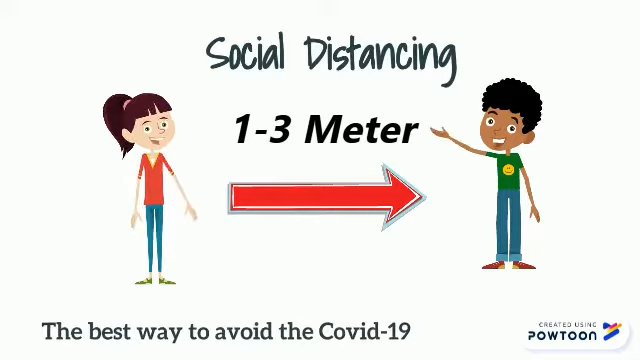 Social Distancing
1-3 Meter
The best way to avoid the Covid-19
CREATED USING
POWTOON